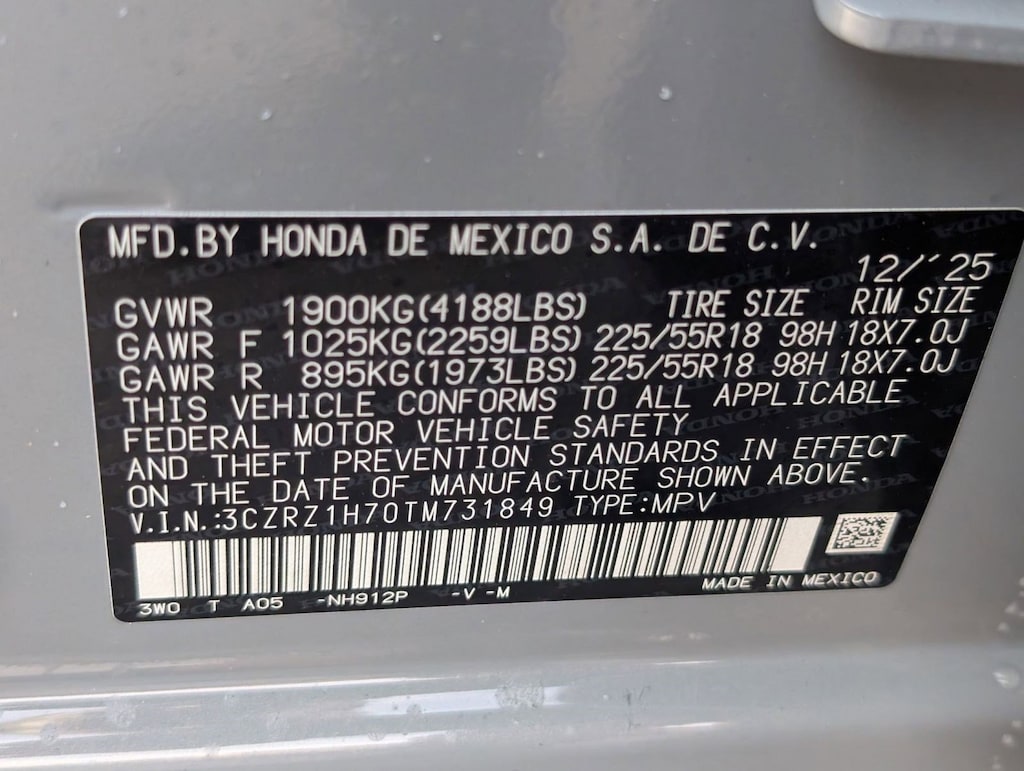 MFD.BY HONDA DE MEXICO S.A. DE C.V.
12/´25
GVWR 1900KG(4188LBS) TIRE SIZE RIM SIZE
GAWR F 1025KG(2259LBS) 225/55R18 98H 18X7.0J
GAWR R 895KG(1973LBS) 225/55R18 98H 18X7.0J
THIS VEHICLE CONFORMS TO ALL APPLICABLE
FEDERAL MOTOR VEHICLE SAFETY
AND THEFT PREVENTION STANDARDS IN EFFECT
ON THE DATE OF MANUFACTURE SHOWN ABOVE.
V.I.N.:3CZRZ1H70TM731849 TYPE:MPV
MADE IN MEXICO
3W0 T A05 -NH912P -V -M